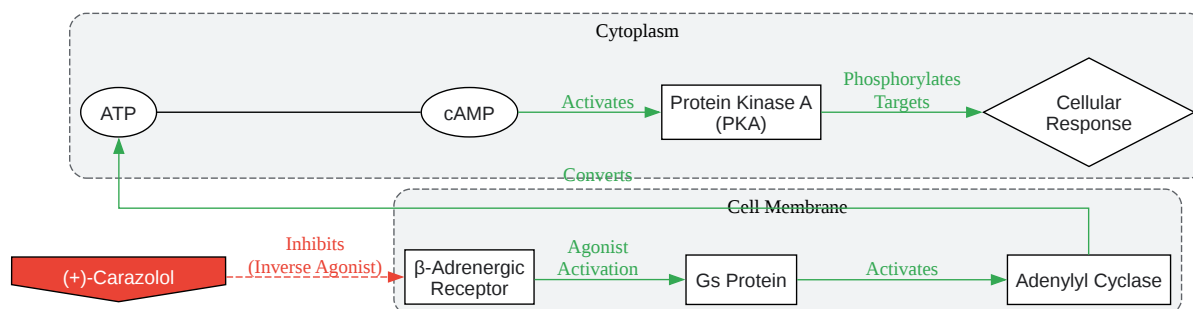 Cytoplasm
ATP
cAMP
Activates
Protein Kinase A
(PKA)
Phosphorylates
Targets
Cellular
Response
Converts
Cell Membrane
(+)-Carazolol
Inhibits
(Inverse Agonist)
β-Adrenergic
Receptor
Agonist
Activation
Gs Protein
Activates
Adenylyl Cyclase